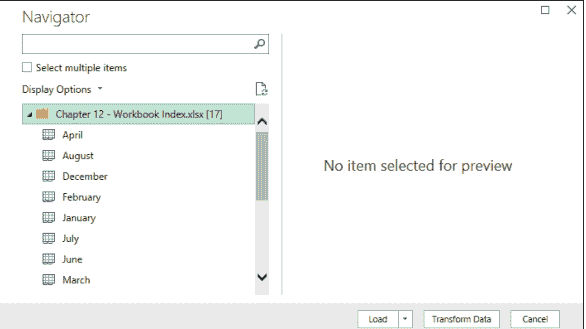 Navigator
Select multiple items
Display Options
Chapter 12 - Workbook Index.xlsx [17]
April
August
December
February
January
July
June
March
No item selected for preview
Load
Transform Data
Cancel